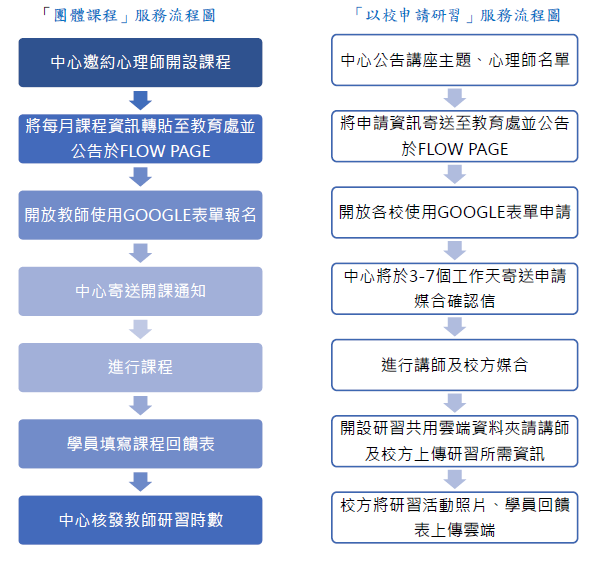 「團體課程」服務流程圖
中心邀約心理師開設課程
將每月課程資訊轉貼至教育處並
公告於FLOW PAGE
開放教師使用GOOGLE表單報名
中心寄送開課通知
進行課程
學員填寫課程回饋表
中心核發教師研習時數
「以校申請研習」服務流程圖
中心公告講座主題、心理師名單
將申請資訊寄送至教育處並公告
於FLOW PAGE
開放各校使用GOOGLE表單申請
中心將於3-7個工作天寄送申請
媒合確認信
進行講師及校方媒合
開設研習共用雲端資料夾請講師
及校方上傳研習所需資訊
校方將研習活動照片、學員回饋
表上傳雲端